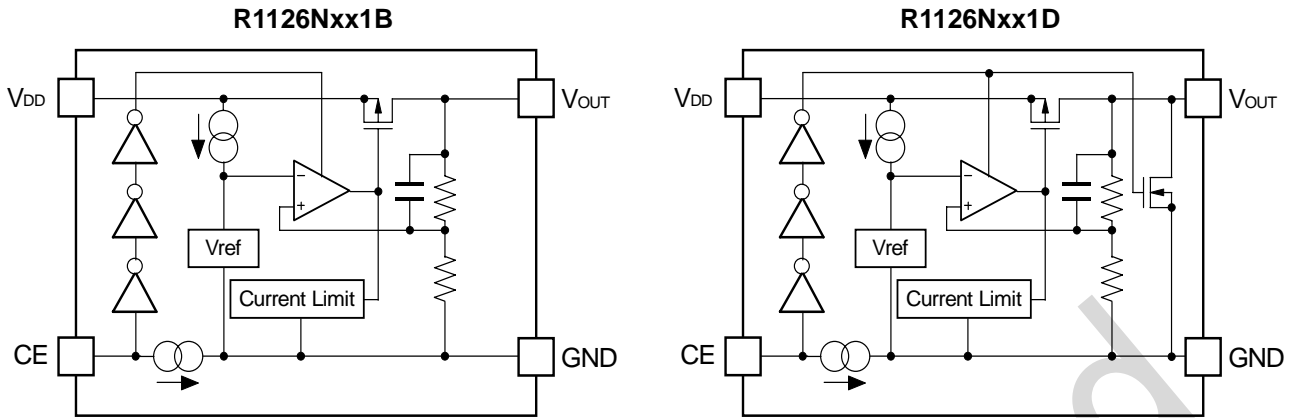 R1126Nxx1B
R1126Nxx1D
VDD
VOUT
−
+
Vref
Current Limit
CE
GND
VDD
VOUT
−
+
Vref
Current Limit
CE
GND